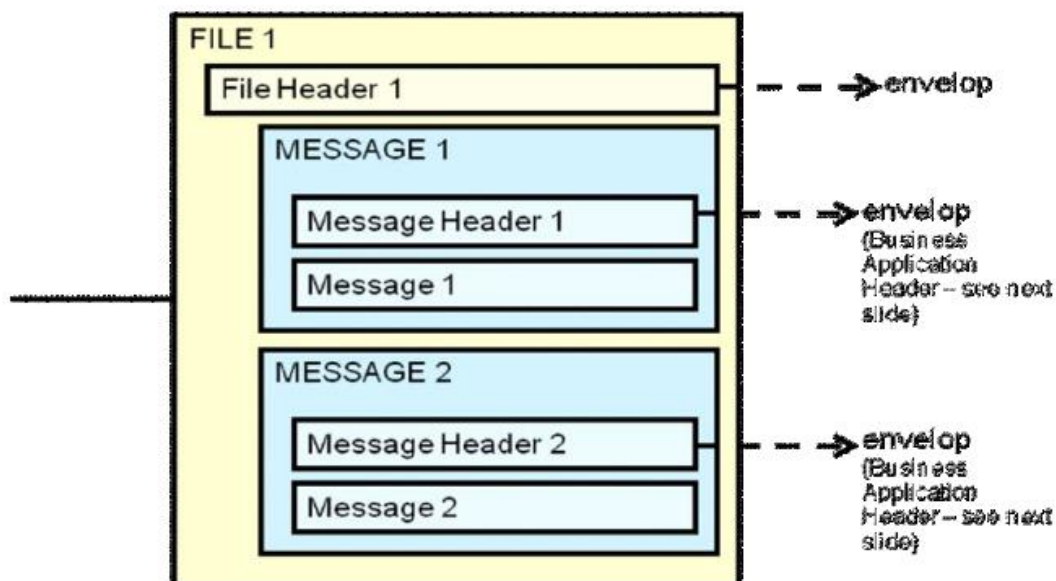 FILE 1
File Header 1
envelop
MESSAGE 1
Message Header 1
envelop
(Business
Application
Header – see next
slide)
Message 1
MESSAGE 2
Message Header 2
envelop
(Business
Application
Header – see next
slide)
Message 2